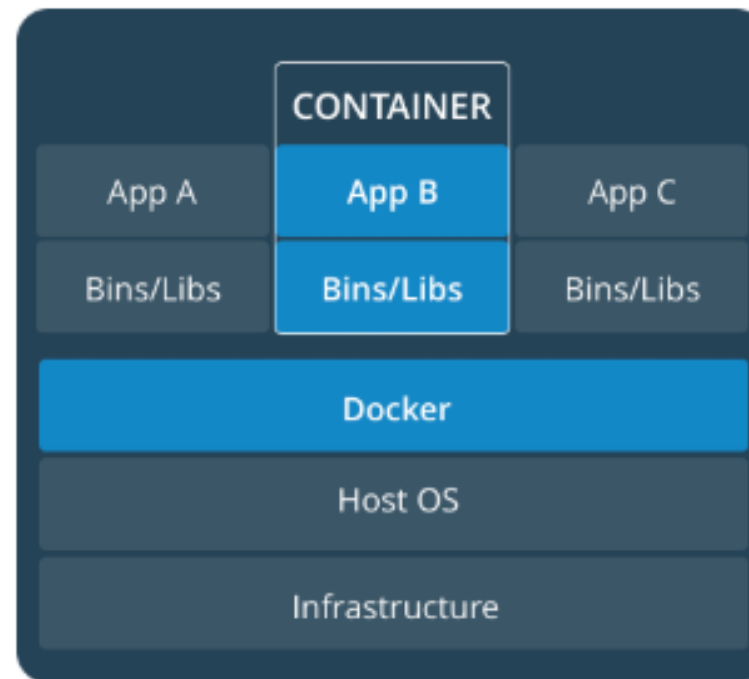 CONTAINER
App A App B App C
Bins/Libs Bins/Libs Bins/Libs
Docker
Host OS
Infrastructure